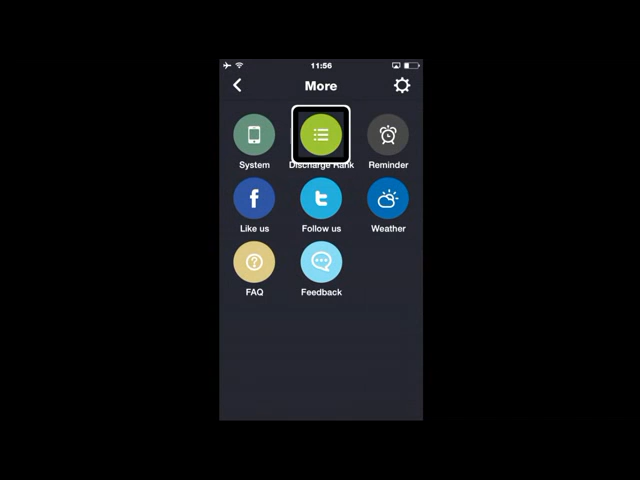 11:56
More
System
Discharge Rank
Reminder
Like us
Follow us
Weather
FAQ
Feedback